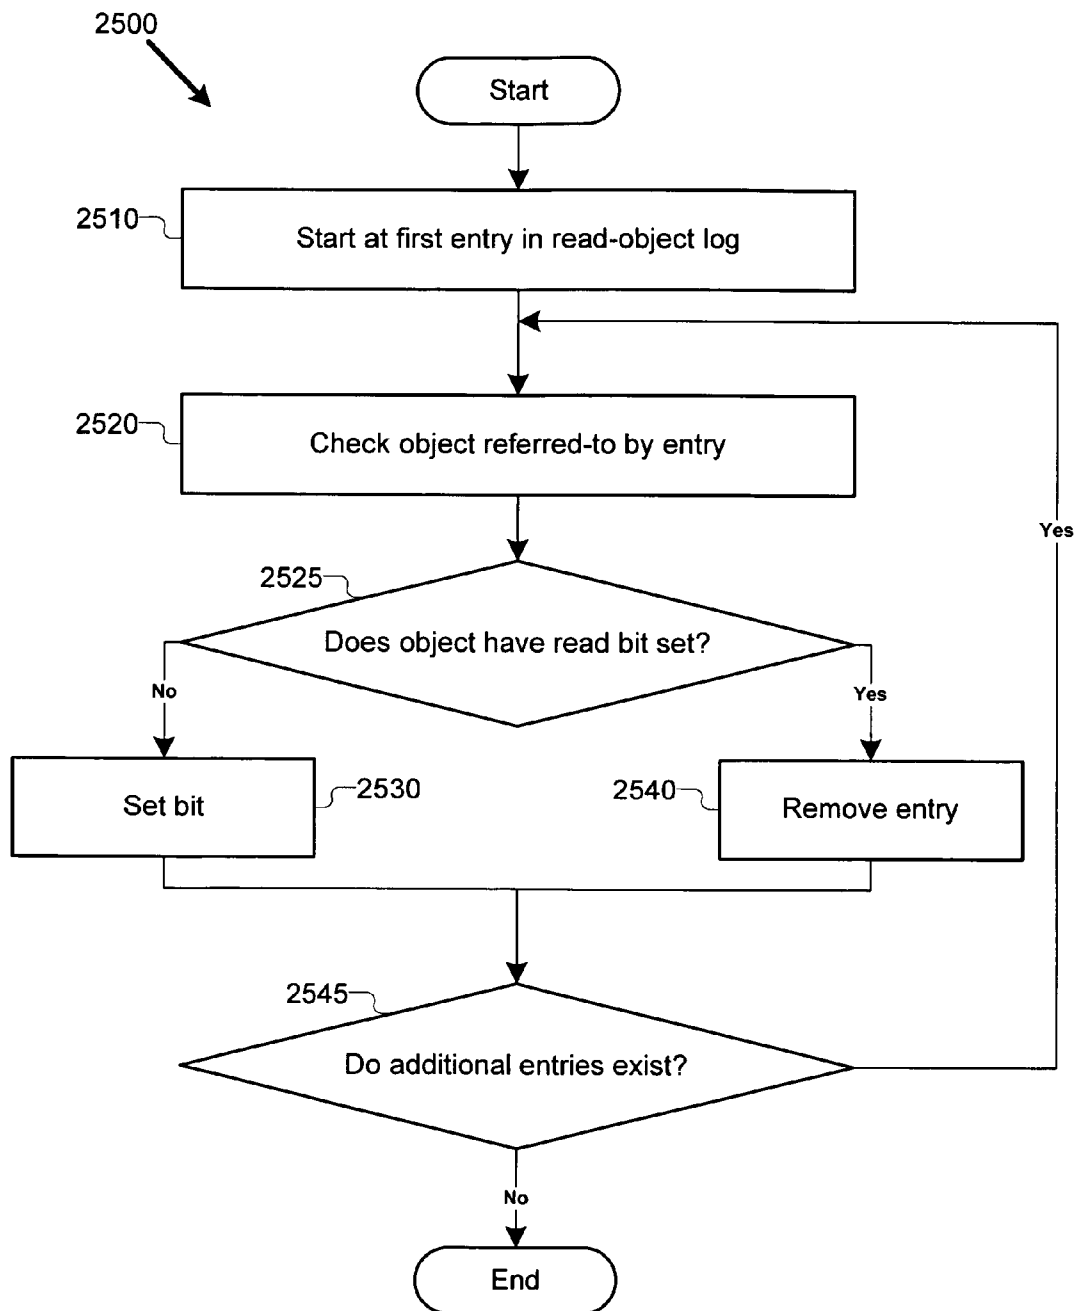 2500
Start
2510
Start at first entry in read-object log
2520
Check object referred-to by entry
Yes
2525
Does object have read bit set?
No
Yes
Set bit
2530
2540
Remove entry
2545
Do additional entries exist?
No
End